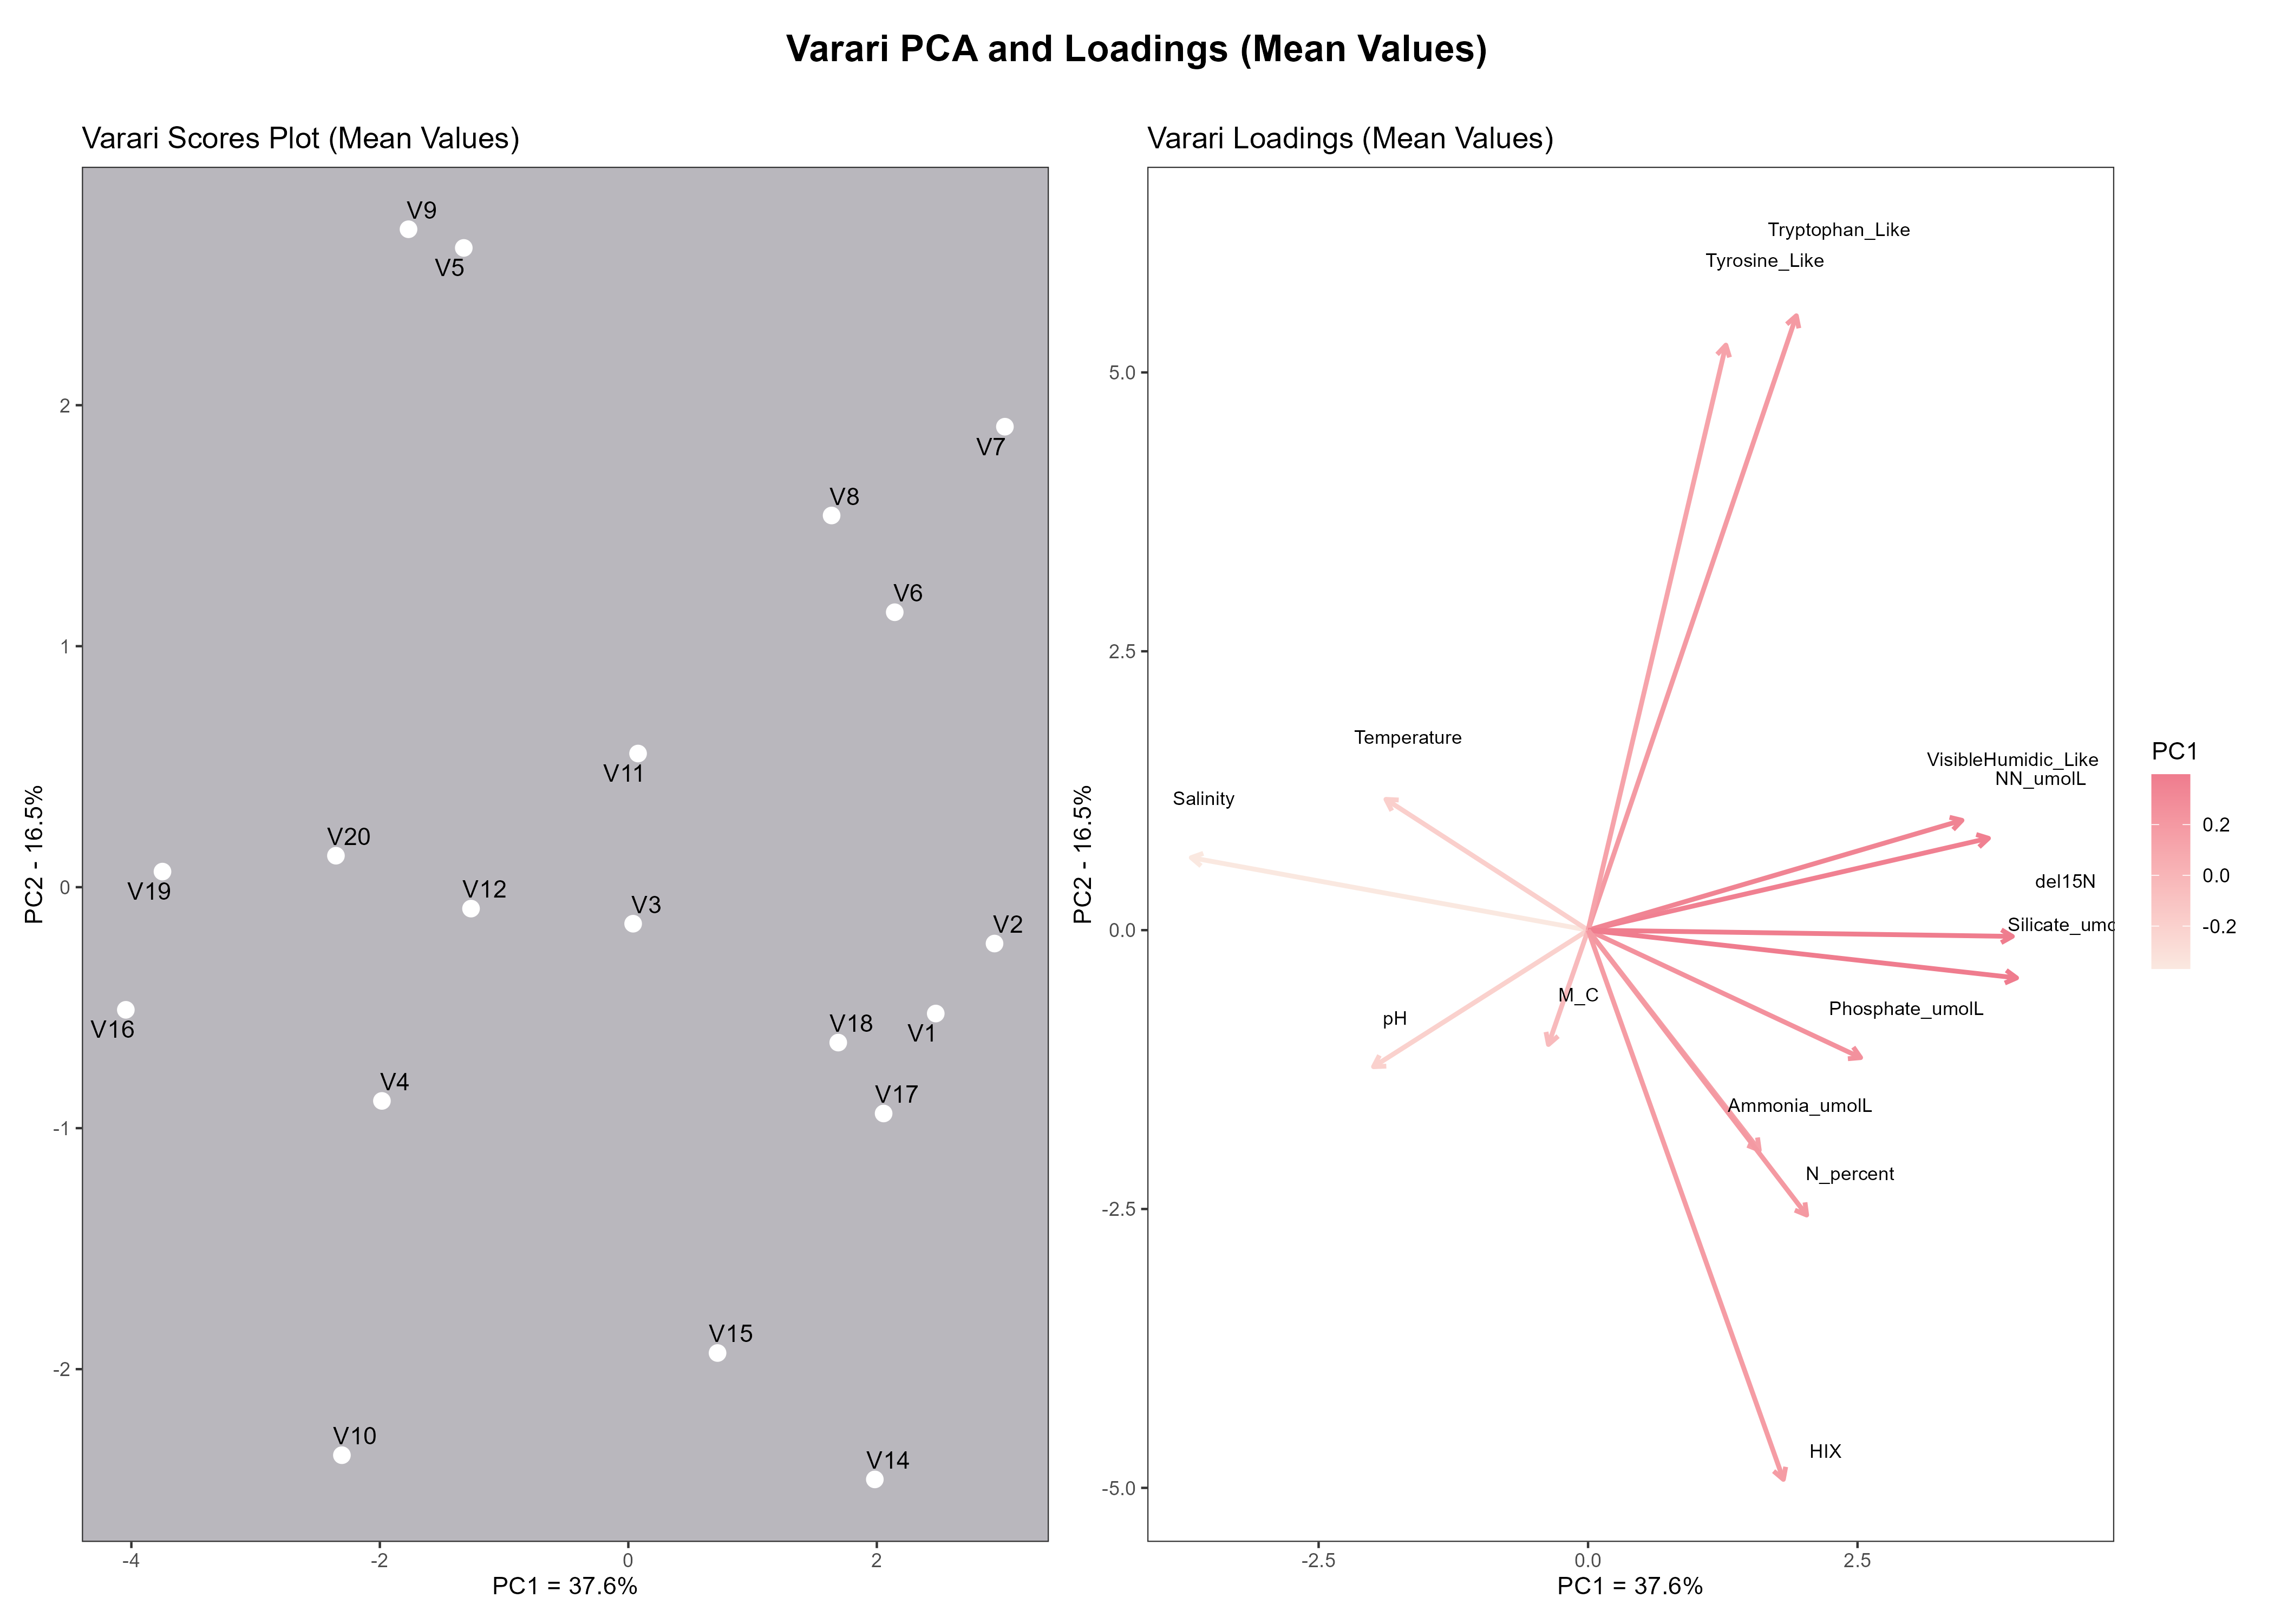 Varari PCA and Loadings (Mean Values)
Varari Scores Plot (Mean Values)
V9
V5
V7
V8
V6
V11
V20
V19
V12
V3
V2
V16
V18
V1
V4
V17
V15
V10
V14
2
1
0
-1
-2
-4
-2
0
2
PC1 = 37.6%
PC2 - 16.5%
Varari Loadings (Mean Values)
Tryptophan_Like
Tyrosine_Like
Temperature
VisibleHumidic_Like
NN_umolL
Salinity
del15N
Silicate_umo
M_C
pH
Phosphate_umolL
Ammonia_umolL
N_percent
HIX
5.0
2.5
0.0
-2.5
-5.0
-2.5
0.0
2.5
PC1 = 37.6%
PC2 - 16.5%
PC1
0.2
0.0
-0.2